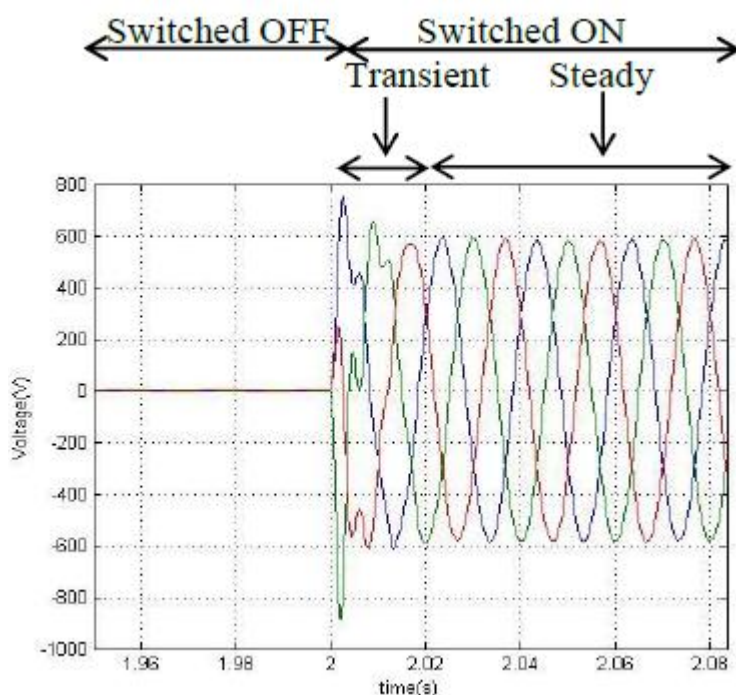 Switched OFF
Switched ON
Transient
Steady
800
600
400
200
0
-200
-400
-600
-800
-1000
Voltage(V)
1.96
1.98
2
2.02
2.04
2.06
2.08
time(s)